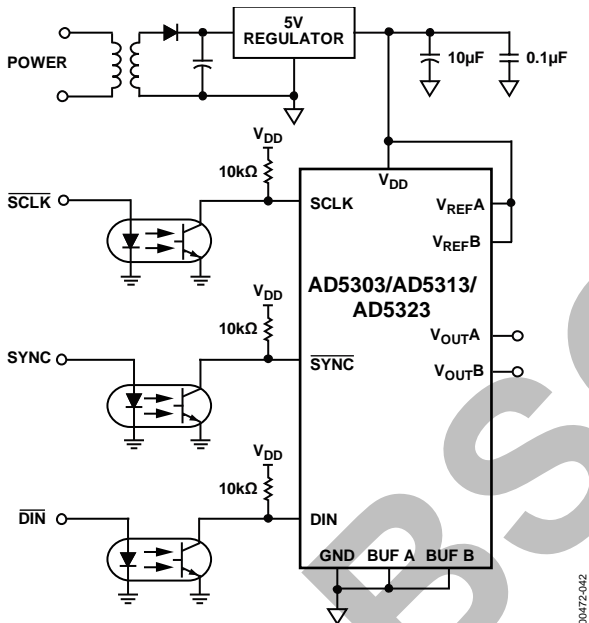 5V
REGULATOR
POWER
10µF
0.1µF
VDD
10kΩ
SCLK
SCLK
VDD
VREFA
VREFB
AD5303/AD5313/
AD5323
VDD
10kΩ
SYNC
SYNC
VOUTA
VOUTB
VDD
10kΩ
DIN
DIN
GND BUF A BUF B
00472-042
BSO